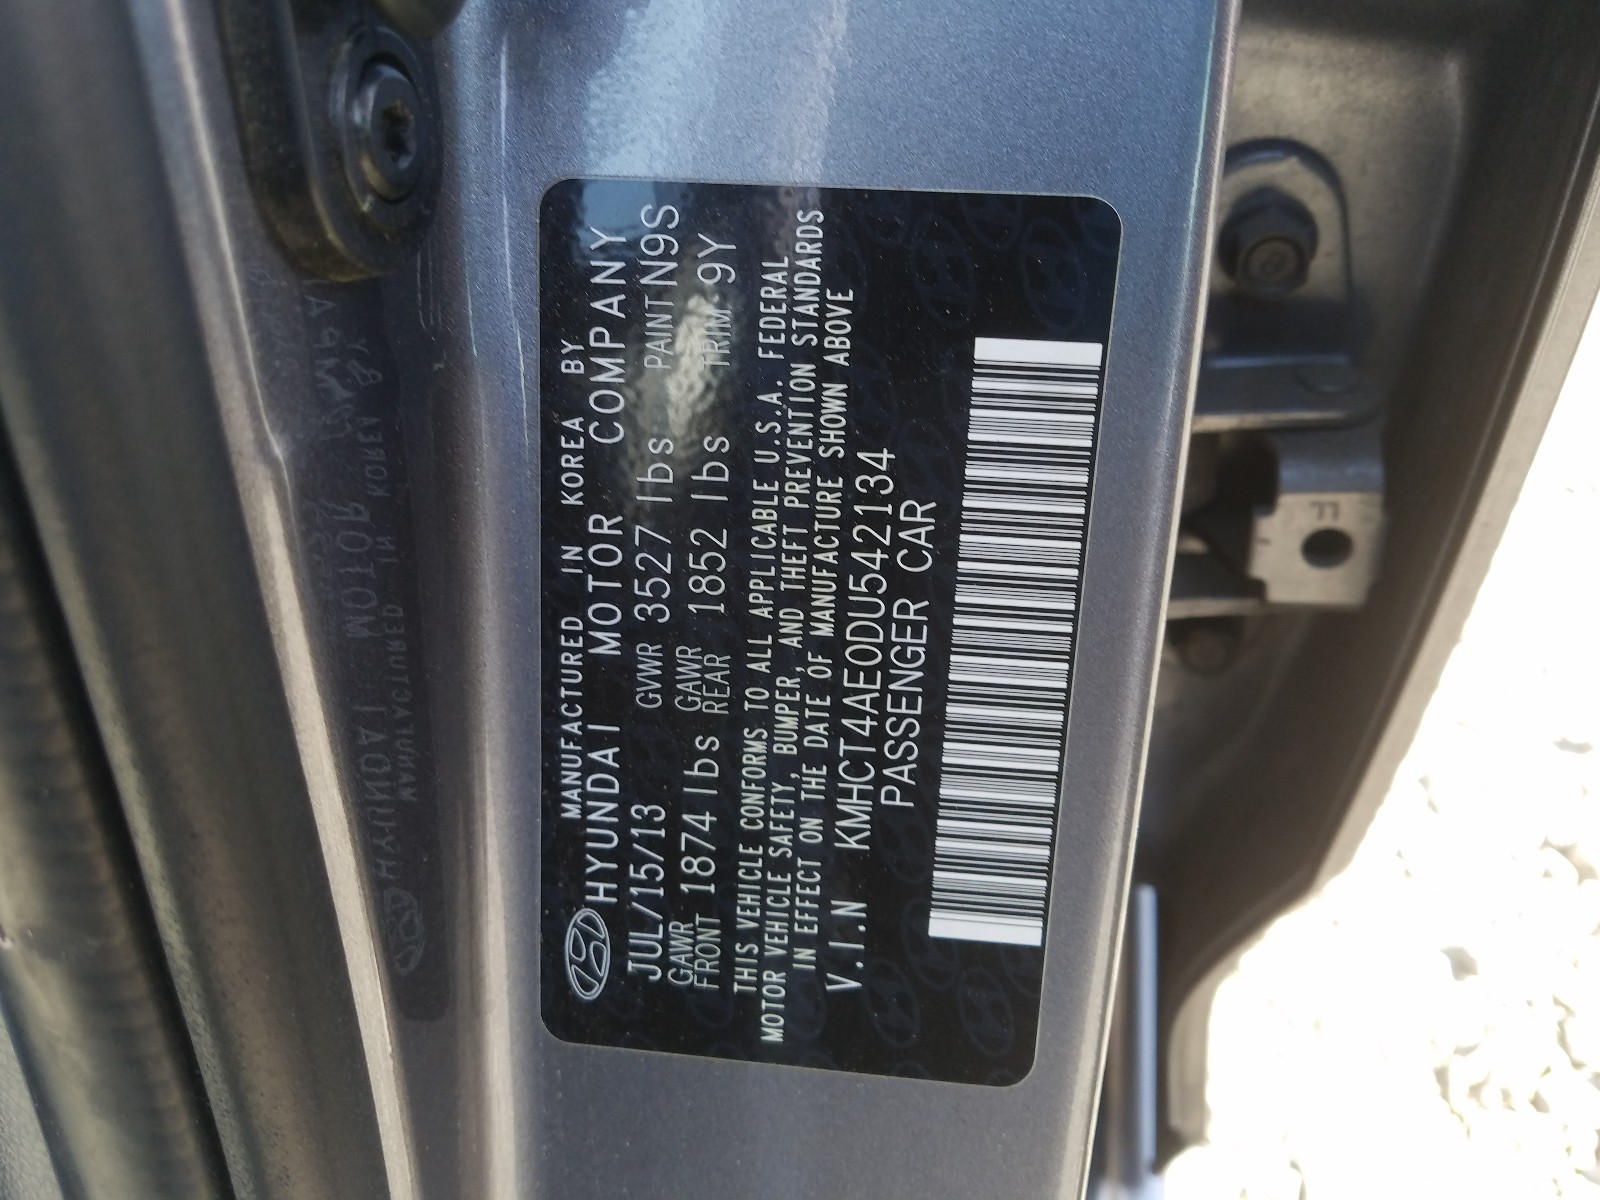 MANUFACTURED IN KOREA BY
HYUNDAI MOTOR COMPANY
JUL/15/13 GVWR 3527 lbs PAINT N9S
GAWR FRONT 1874 lbs GAWR REAR 1852 lbs TRIM. 9Y
THIS VEHICLE CONFORMS TO ALL APPLICABLE U.S.A. FEDERAL
MOTOR VEHICLE SAFETY, BUMPER, AND THEFT PREVENTION STANDARDS
IN EFFECT ON THE DATE OF MANUFACTURE SHOWN ABOVE
V.I.N KMHCT4AE0DU542134
PASSENGER CAR
FF